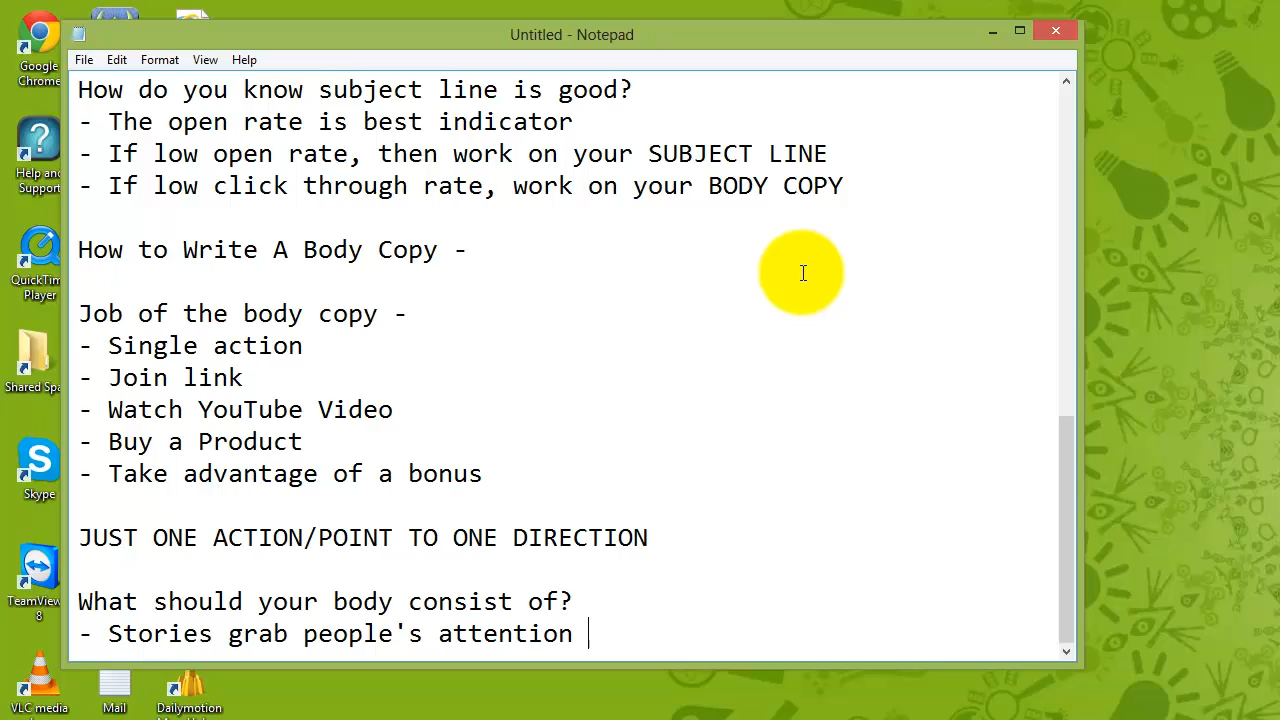 Untitled - Notepad
File Edit Format View Help
How do you know subject line is good?
- The open rate is best indicator
- If low open rate, then work on your SUBJECT LINE
- If low click through rate, work on your BODY COPY
How to Write A Body Copy -
Job of the body copy -
- Single action
- Join link
- Watch YouTube Video
- Buy a Product
- Take advantage of a bonus
JUST ONE ACTION/POINT TO ONE DIRECTION
What should your body consist of?
- Stories grab people's attention
Google
Chrome
Help and
Support
QuickTim
Player
Shared Spa
Skype
TeamView
8
VLC media
Mail
Dailymotion